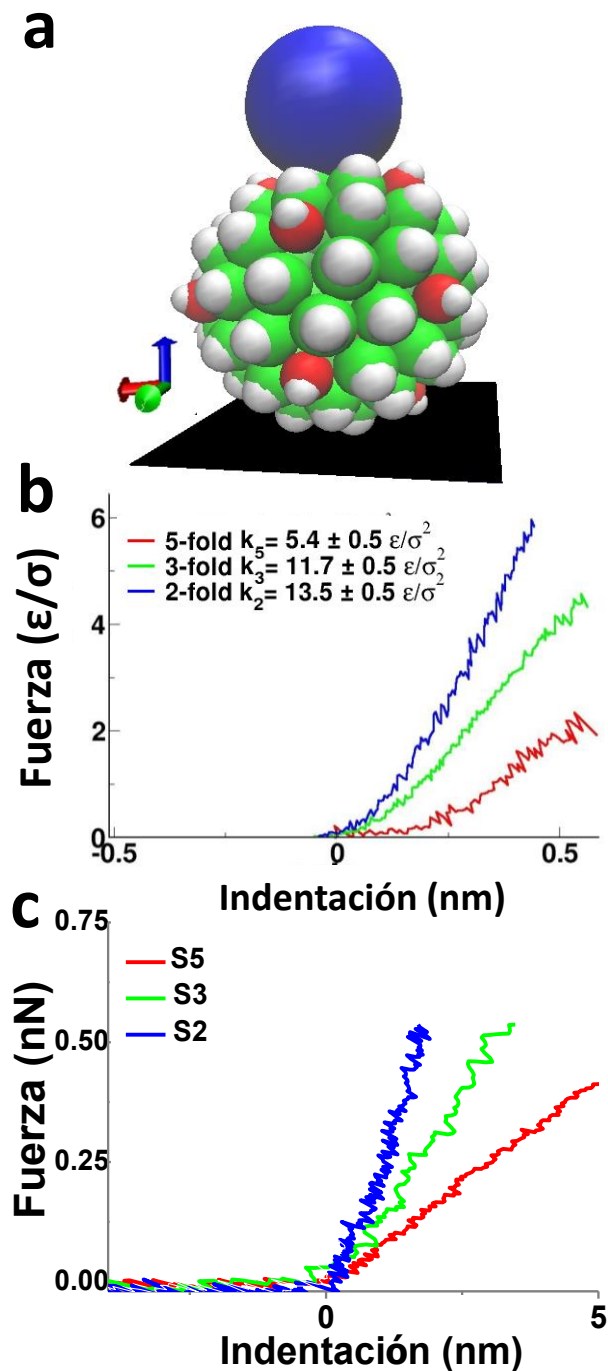 a
b
6
4
2
0
Fuerza (ε/σ)
5-fold k₅= 5.4 ± 0.5 ε/σ²
3-fold k₃= 11.7 ± 0.5 ε/σ²
2-fold k₂= 13.5 ± 0.5 ε/σ²
-0.5 0 0.5
Indentación (nm)
c
0.75
0.50
0.25
0.00
Fuerza (nN)
S5
S3
S2
0 5
Indentación (nm)